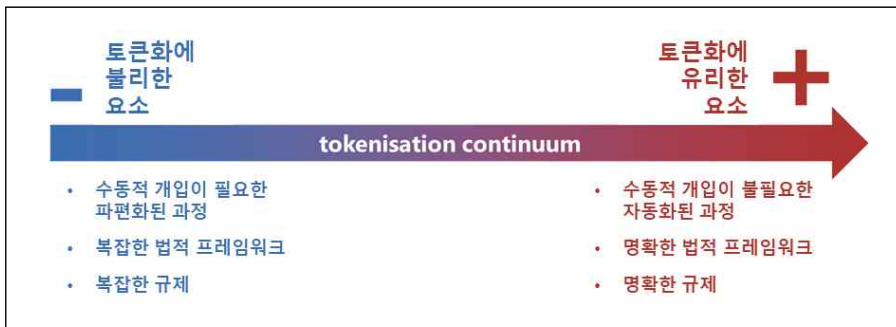 토큰화에
불리한
요소
토큰화에
유리한
요소
tokenisation continuum
• 수동적 개입이 필요한
파편화된 과정
• 복잡한 법적 프레임워크
• 복잡한 규제
• 수동적 개입이 불필요한
자동화된 과정
• 명확한 법적 프레임워크
• 명확한 규제